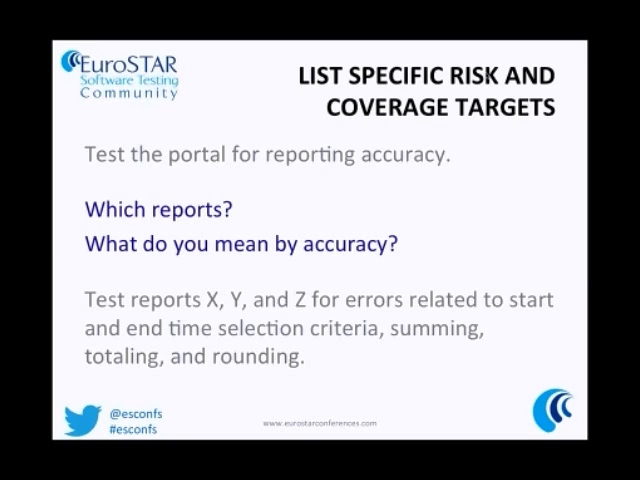 EuroSTAR
Software Testing
Community
LIST SPECIFIC RISK AND
COVERAGE TARGETS
Test the portal for reporting accuracy.
Which reports?
What do you mean by accuracy?
Test reports X, Y, and Z for errors related to start
and end time selection criteria, summing,
totaling, and rounding.
@esconfs
#esconfs
www.eurostarconferences.com